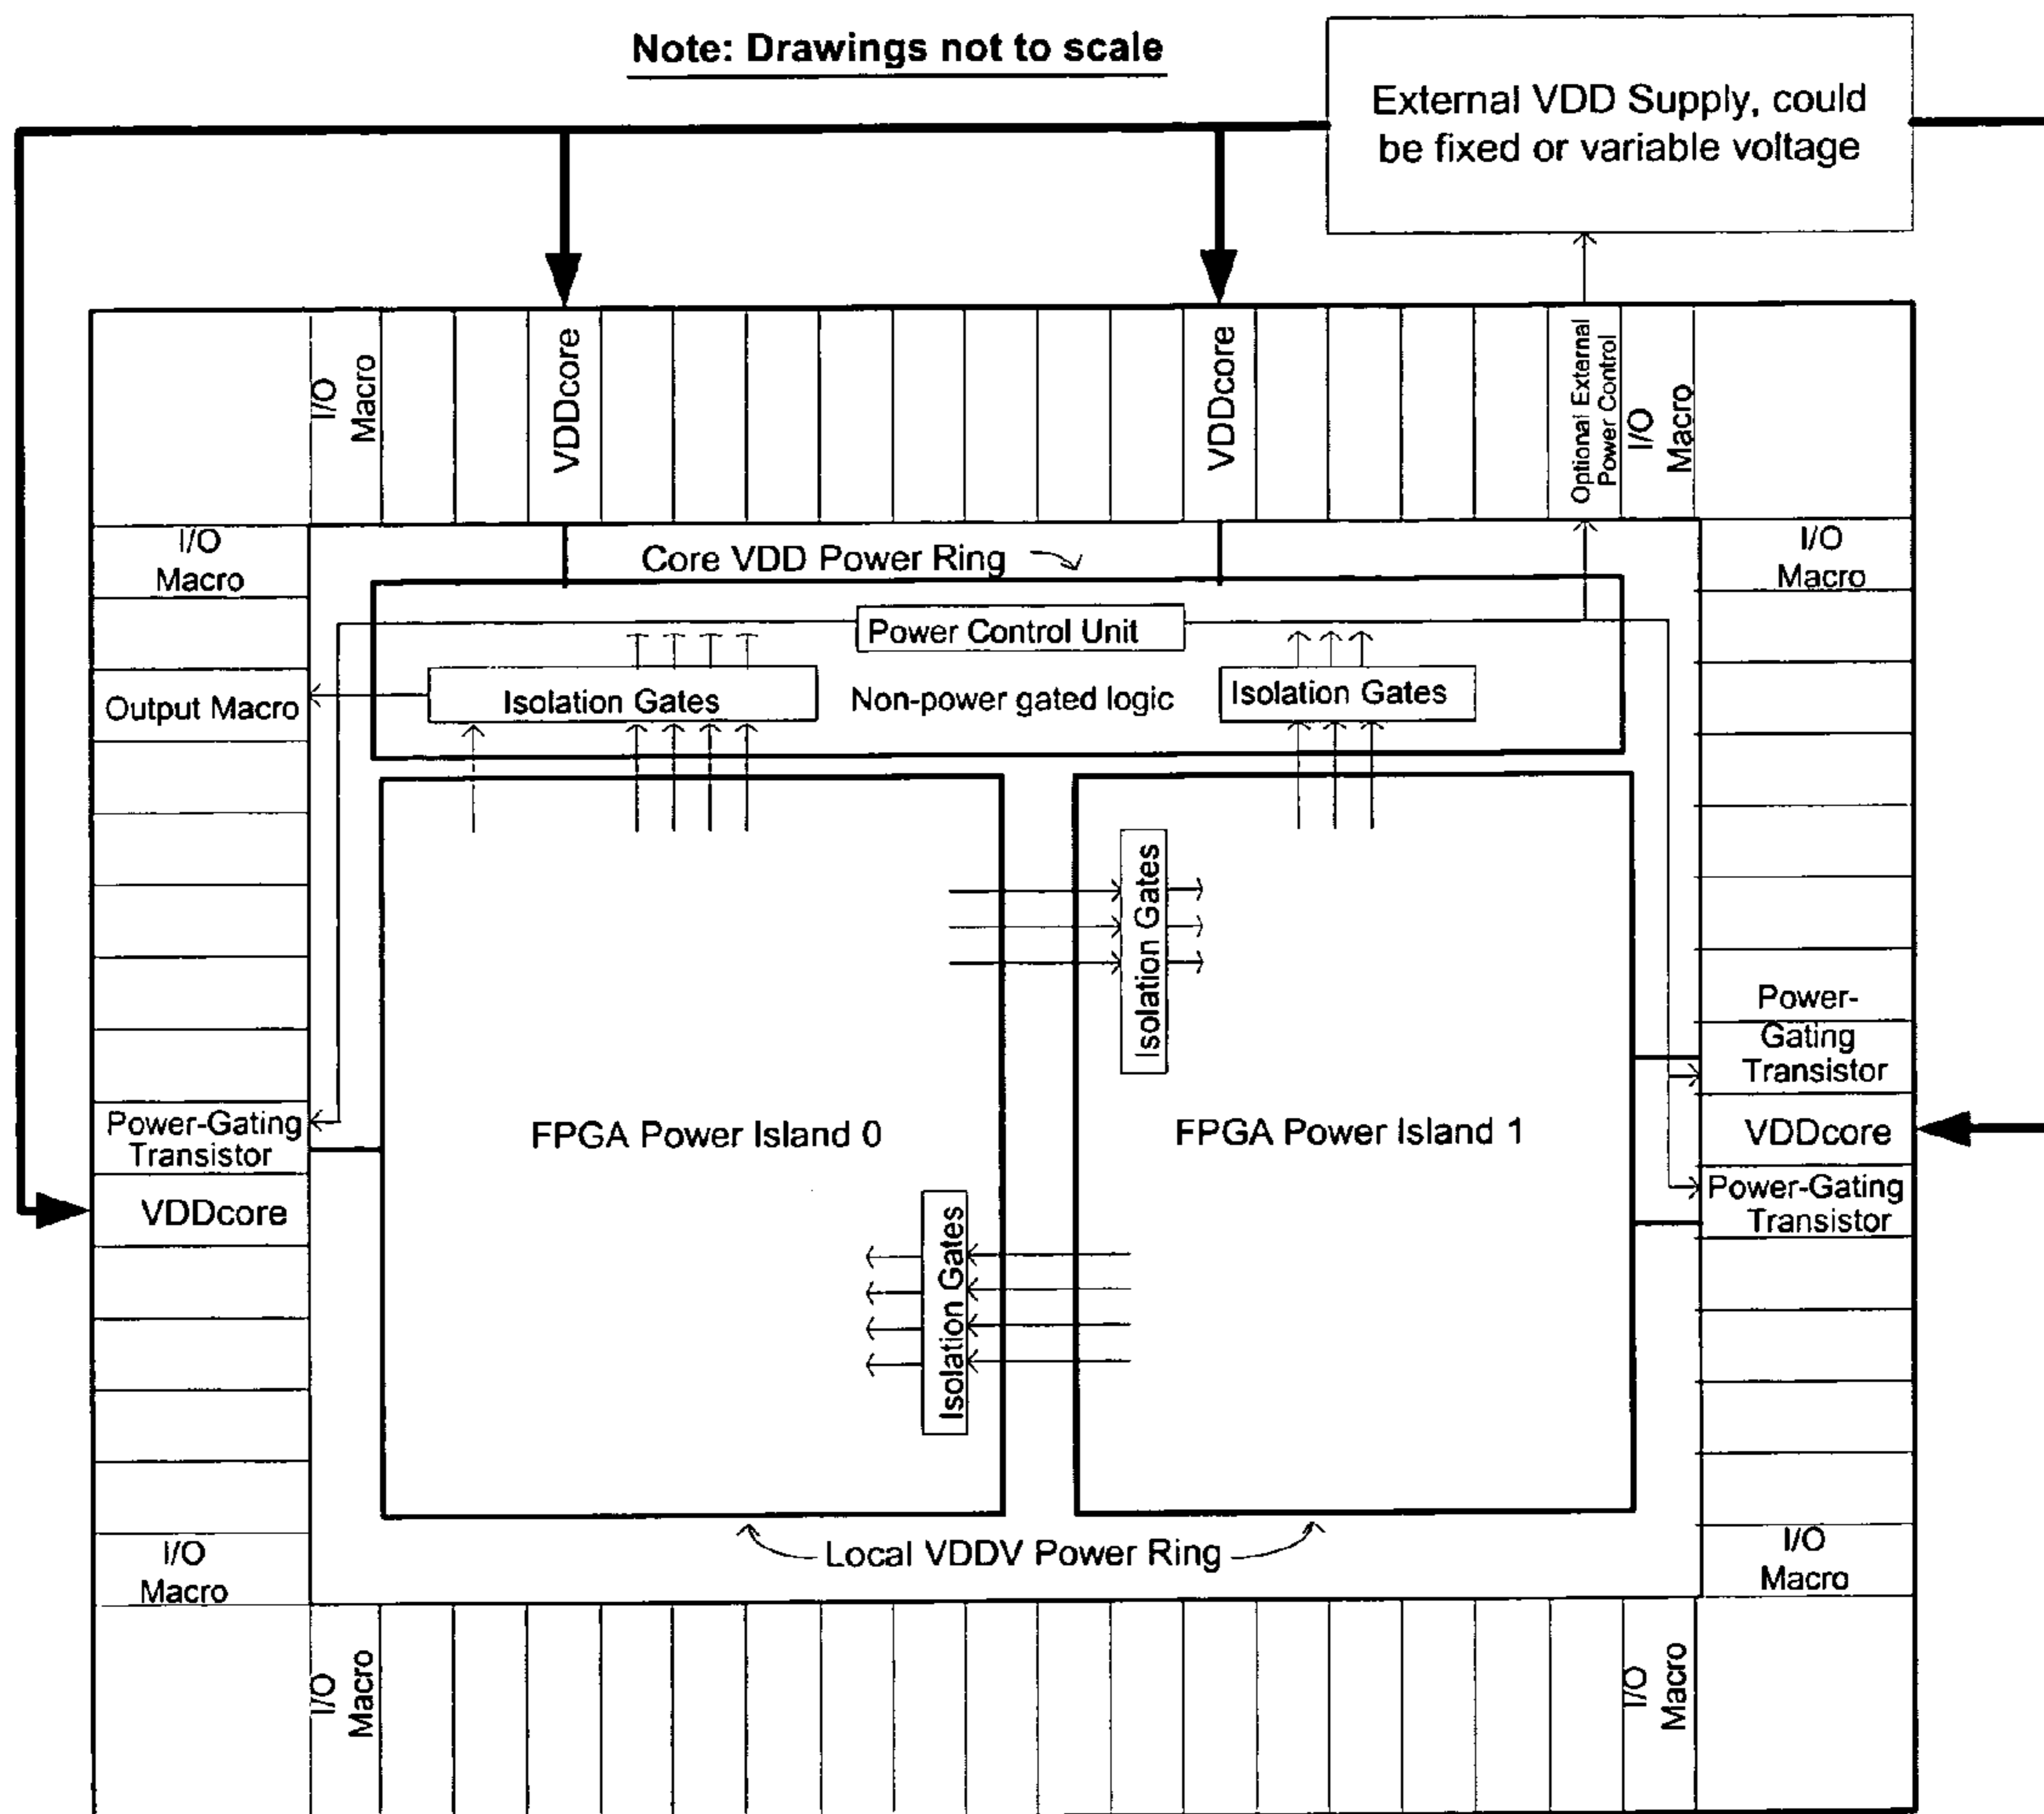 Note: Drawings not to scale
External VDD Supply, could
be fixed or variable voltage
I/O
Macro
VDDcore
VDDcore
Optional External
Power Control
I/O
Macro
I/O
Macro
I/O
Macro
Core VDD Power Ring
Power Control Unit
Output Macro
Isolation Gates
Non-power gated logic
Isolation Gates
Isolation Gates
Power-
Gating
Transistor
Power-Gating
Transistor
FPGA Power Island 0
FPGA Power Island 1
VDDcore
VDDcore
Power-Gating
Transistor
Isolation Gates
I/O
Macro
Local VDDV Power Ring
I/O
Macro
I/O
Macro
I/O
Macro